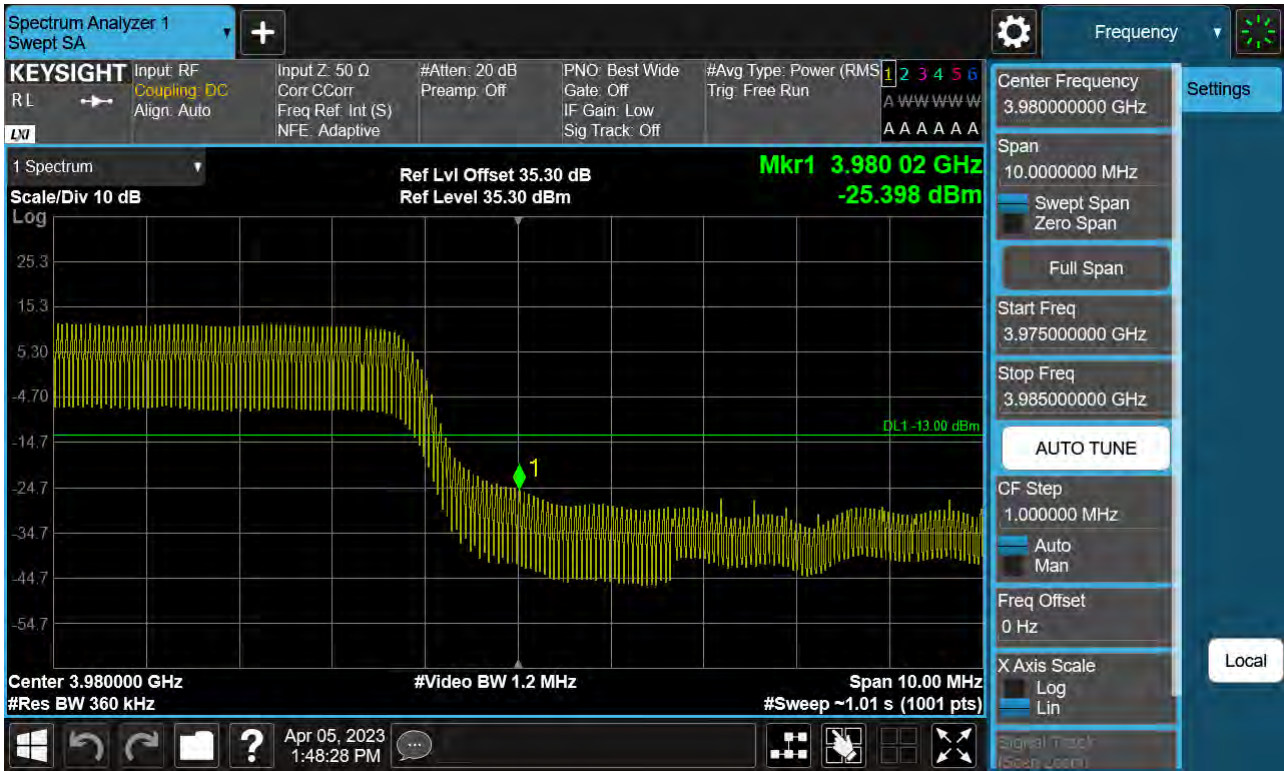 Spectrum Analyzer 1
Swept SA
+
Frequency
KEYSIGHT
RL
LXI
Input: RF
Coupling: DC
Align: Auto
Input Z: 50 Ω
Corr CCorr
Freq Ref: Int (S)
NFE: Adaptive
#Atten: 20 dB
Preamp: Off
PNO: Best Wide
Gate: Off
IF Gain: Low
Sig Track: Off
#Avg Type: Power (RMS
Trig: Free Run
1 2 3 4 5 6
A W W W W W
A A A A A A
1 Spectrum
Scale/Div 10 dB
Log
Ref Lvl Offset 35.30 dB
Ref Level 35.30 dBm
Mkr1 3.980 02 GHz
-25.398 dBm
25.3
15.3
5.30
-4.70
-14.7
-24.7
-34.7
-44.7
-54.7
DL1 -13.00 dBm
1
Center 3.980000 GHz
#Res BW 360 kHz
#Video BW 1.2 MHz
Span 10.00 MHz
#Sweep ~1.01 s (1001 pts)
Center Frequency
3.980000000 GHz
Settings
Span
10.0000000 MHz
Swept Span
Zero Span
Full Span
Start Freq
3.975000000 GHz
Stop Freq
3.985000000 GHz
AUTO TUNE
CF Step
1.000000 MHz
Auto
Man
Freq Offset
0 Hz
X Axis Scale
Log
Lin
Local
Signal Track
(Span Zoom)
?
Apr 05, 2023
1:48:28 PM